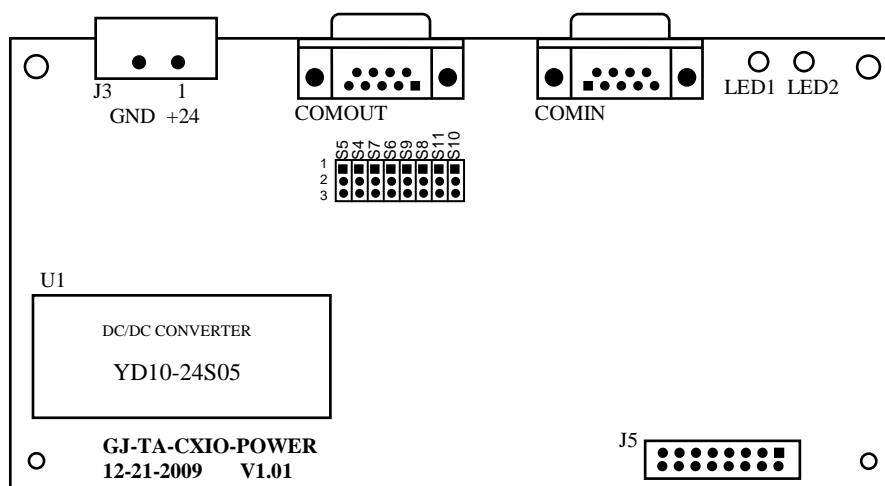 J3 1
GND +24
COMOUT
COMIN
LED1 LED2
S5 S4 S7 S6 S9 S8 S11 S10
1
2
3
U1
DC/DC CONVERTER
YD10-24S05
GJ-TA-CXIO-POWER
12-21-2009 V1.01
J5